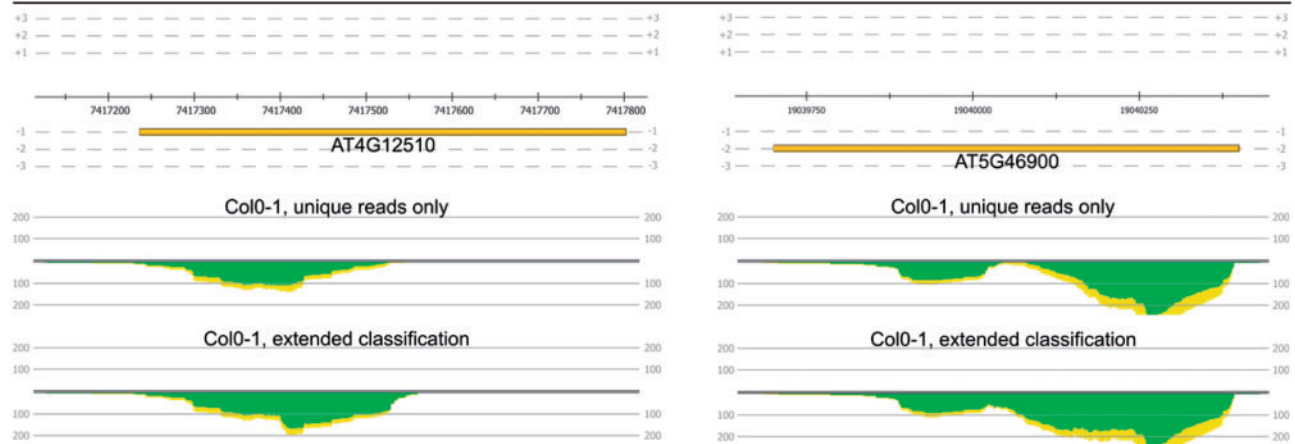 +3 +3 +3 +3
+2 +2 +2 +2
+1 +1 +1 +1
7417200 7417300 7417400 7417500 7417600 7417700 7417800 19039750 19040000 19040250
-1 -1 -1 -1
AT4G12510
-2 -2 -2 -2
AT5G46900
-3 -3 -3 -3
Col0-1, unique reads only Col0-1, unique reads only
200 200 200 200
100 100 100 100
100 100 100 100
200 200 200 200
Col0-1, extended classification Col0-1, extended classification
200 200 200 200
100 100 100 100
100 100 100 100
200 200 200 200